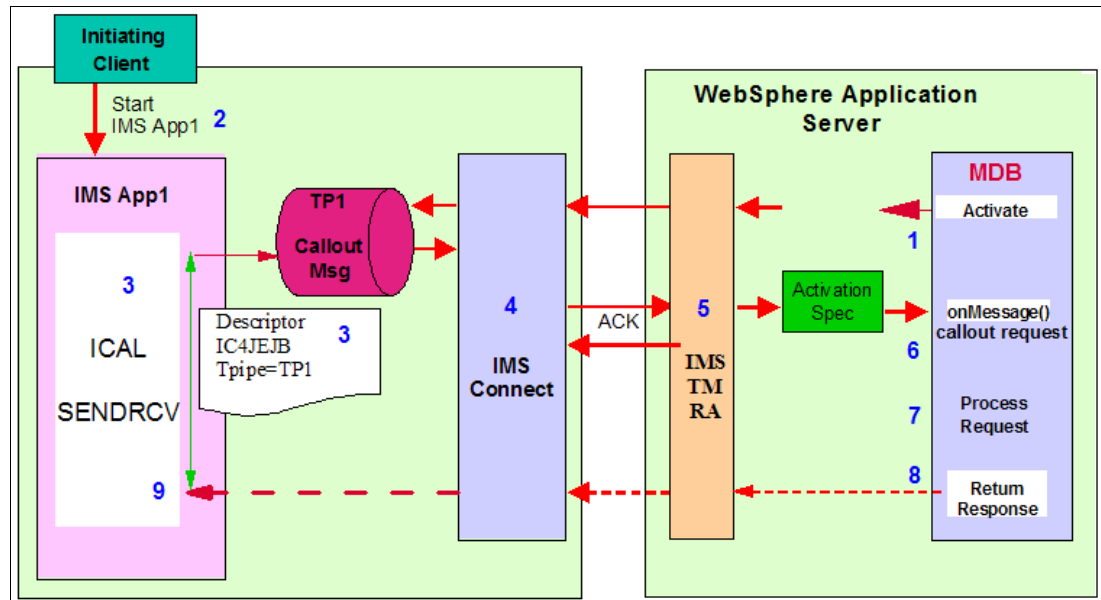 Initiating
Client
Start
IMS App1
2
IMS App1
3
ICAL
SENDRCV
9
TP1
Callout
Msg
Descriptor
IC4JEJB
Tpipe=TP1
3
4
IMS
Connect
ACK
WebSphere Application
Server
5
IMS
TM
RA
Activation
Spec
MDB
Activate
1
onMessage()
callout request
6
7
Process
Request
8
Return
Response